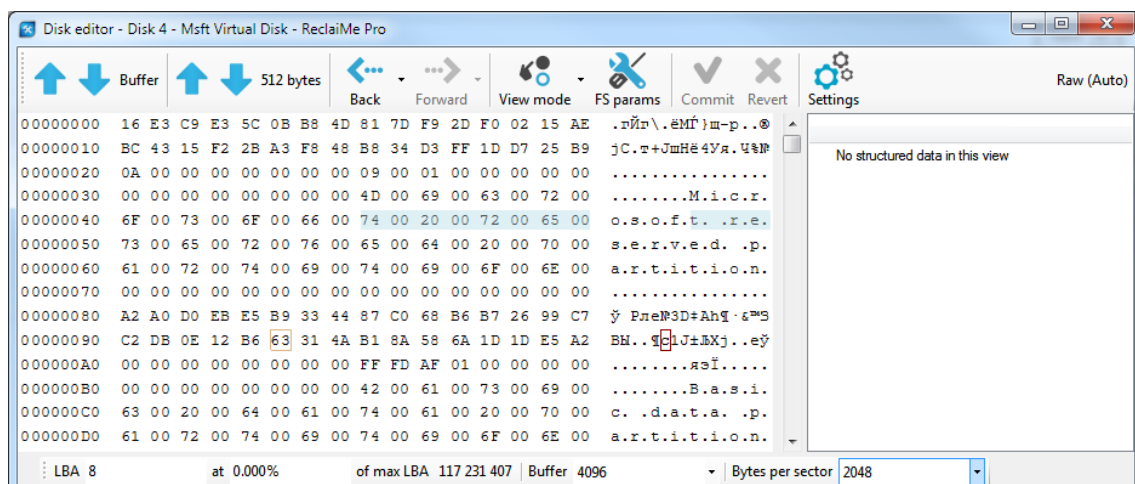 Disk editor - Disk 4 - Msft Virtual Disk - ReclaiMe Pro
Buffer 512 bytes Back Forward View mode FS params Commit Revert Settings Raw (Auto)
00000000 16 E3 C9 E3 5C 0B B8 4D 81 7D F9 2D F0 02 15 AE .гЙг\.ёMЃ}щ-р..®
00000010 BC 43 15 F2 2B A3 F8 48 B8 34 D3 FF 1D D7 25 B9 jC.т+JшHё4Уя.Ч%№
00000020 0A 00 00 00 00 00 00 00 09 00 01 00 00 00 00 00 ................
00000030 00 00 00 00 00 00 00 00 4D 00 69 00 63 00 72 00 ........M.i.c.r.
00000040 6F 00 73 00 6F 00 66 00 74 00 20 00 72 00 65 00 o.s.o.f.t. .r.e.
00000050 73 00 65 00 72 00 76 00 65 00 64 00 20 00 70 00 s.e.r.v.e.d. .p.
00000060 61 00 72 00 74 00 69 00 74 00 69 00 6F 00 6E 00 a.r.t.i.t.i.o.n.
00000070 00 00 00 00 00 00 00 00 00 00 00 00 00 00 00 00 ................
00000080 A2 A0 D0 EB E5 B9 33 44 87 C0 68 B6 B7 26 99 C7 ў Рле№3D‡Аh¶·&™З
00000090 C2 DB 0E 12 B6 63 31 4A B1 8A 58 6A 1D 1D E5 A2 ВЫ..¶c1J±ЉXj..еў
000000A0 00 00 00 00 00 00 00 00 FF FD AF 01 00 00 00 00 ........яэЇ.....
000000B0 00 00 00 00 00 00 00 00 42 00 61 00 73 00 69 00 ........B.a.s.i.
000000C0 63 00 20 00 64 00 61 00 74 00 61 00 20 00 70 00 c. .d.a.t.a. .p.
000000D0 61 00 72 00 74 00 69 00 74 00 69 00 6F 00 6E 00 a.r.t.i.t.i.o.n.
No structured data in this view
LBA 8 at 0.000% of max LBA 117 231 407 Buffer 4096 Bytes per sector 2048